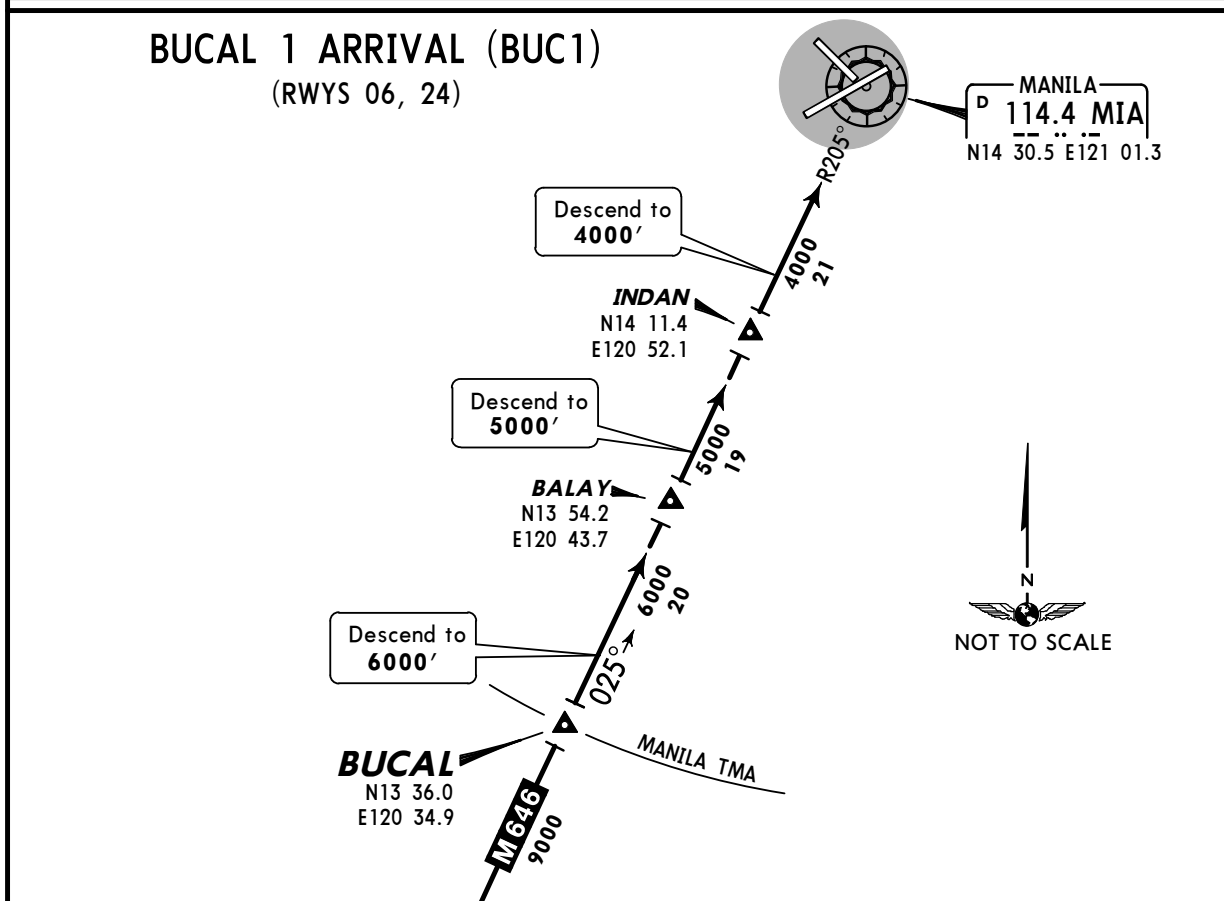 BUCAL 1 ARRIVAL (BUC1)
(RWYS 06, 24)
MANILA
D 114.4 MIA
N14 30.5 E121 01.3
R205°
Descend to
4000'
4000
21
INDAN
N14 11.4
E120 52.1
Descend to
5000'
5000
19
BALAY
N13 54.2
E120 43.7
6000
20
N
NOT TO SCALE
Descend to
6000'
025°
BUCAL
N13 36.0
E120 34.9
MANILA TMA
M646
9000